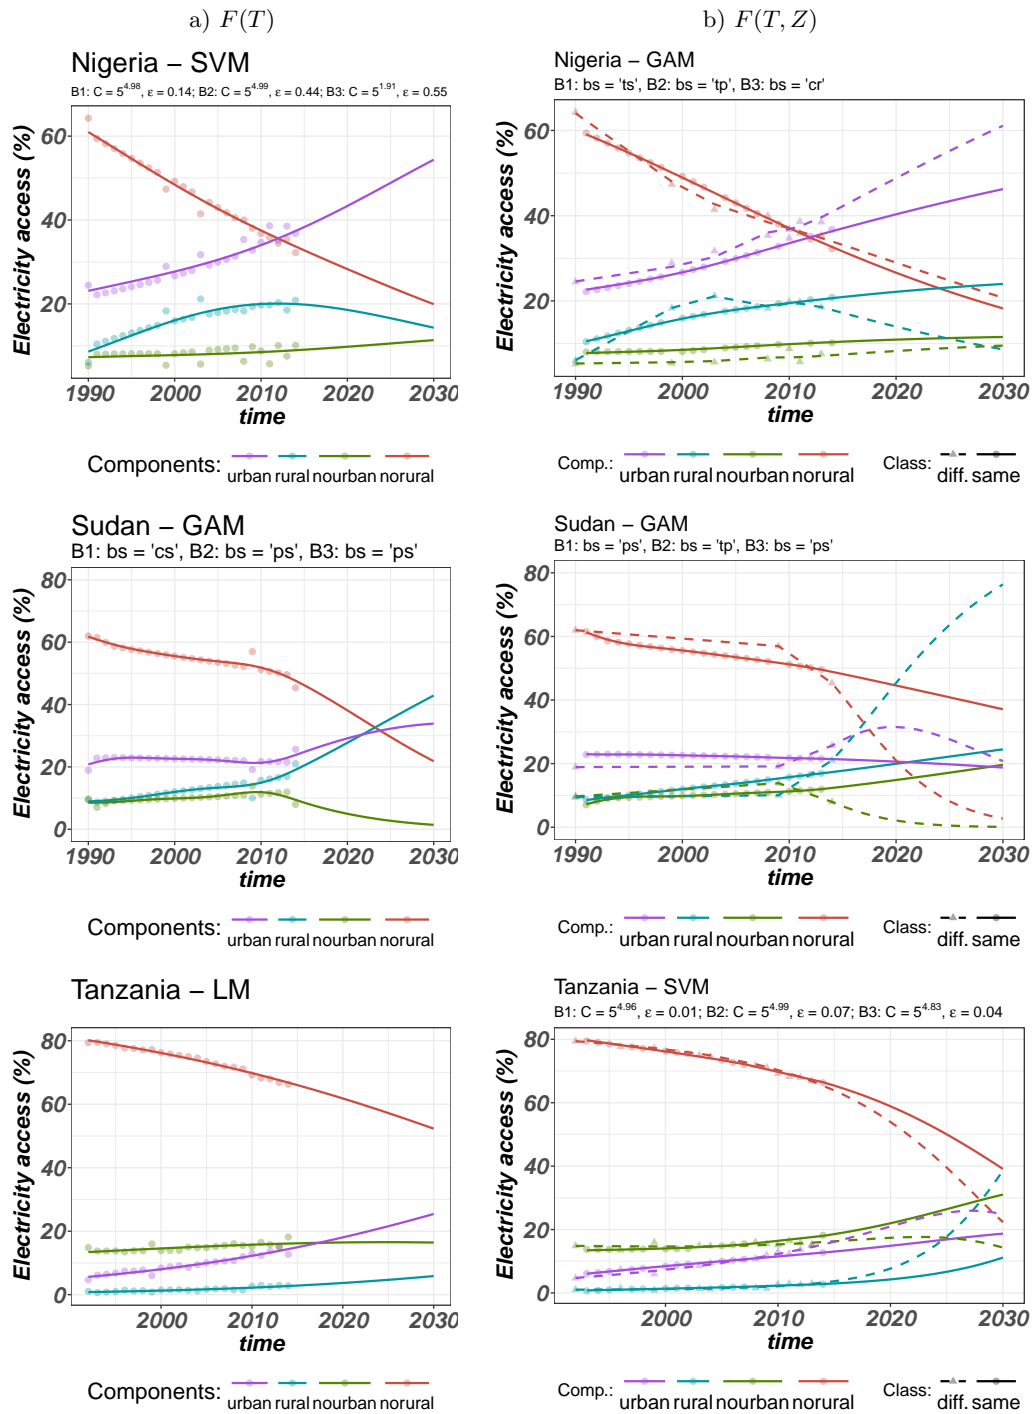 a) F(T)
b) F(T, Z)
Nigeria – SVM
B1: C = 5^4.98, ε = 0.14; B2: C = 5^4.99, ε = 0.44; B3: C = 5^1.91, ε = 0.55
Electricity access (%)
60
40
20
1990 2000 2010 2020 2030
time
Components: urban rural nourban norural
Nigeria – GAM
B1: bs = 'ts', B2: bs = 'tp', B3: bs = 'cr'
Electricity access (%)
60
40
20
1990 2000 2010 2020 2030
time
Comp.: urban rural nourban norural Class: diff. same
Sudan – GAM
B1: bs = 'cs', B2: bs = 'ps', B3: bs = 'ps'
Electricity access (%)
80
60
40
20
0
1990 2000 2010 2020 2030
time
Components: urban rural nourban norural
Sudan – GAM
B1: bs = 'ps', B2: bs = 'tp', B3: bs = 'ps'
Electricity access (%)
80
60
40
20
0
1990 2000 2010 2020 2030
time
Comp.: urban rural nourban norural Class: diff. same
Tanzania – LM
Electricity access (%)
80
60
40
20
0
2000 2010 2020 2030
time
Components: urban rural nourban norural
Tanzania – SVM
B1: C = 5^4.96, ε = 0.01; B2: C = 5^4.99, ε = 0.07; B3: C = 5^4.83, ε = 0.04
Electricity access (%)
80
60
40
20
0
2000 2010 2020 2030
time
Comp.: urban rural nourban norural Class: diff. same